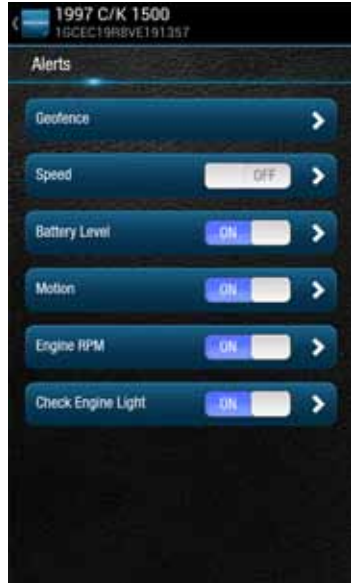 1997 C/K 1500
1GCEC19R8VE191357
Alerts
Geofence
Speed OFF
Battery Level ON
Motion ON
Engine RPM ON
Check Engine Light ON